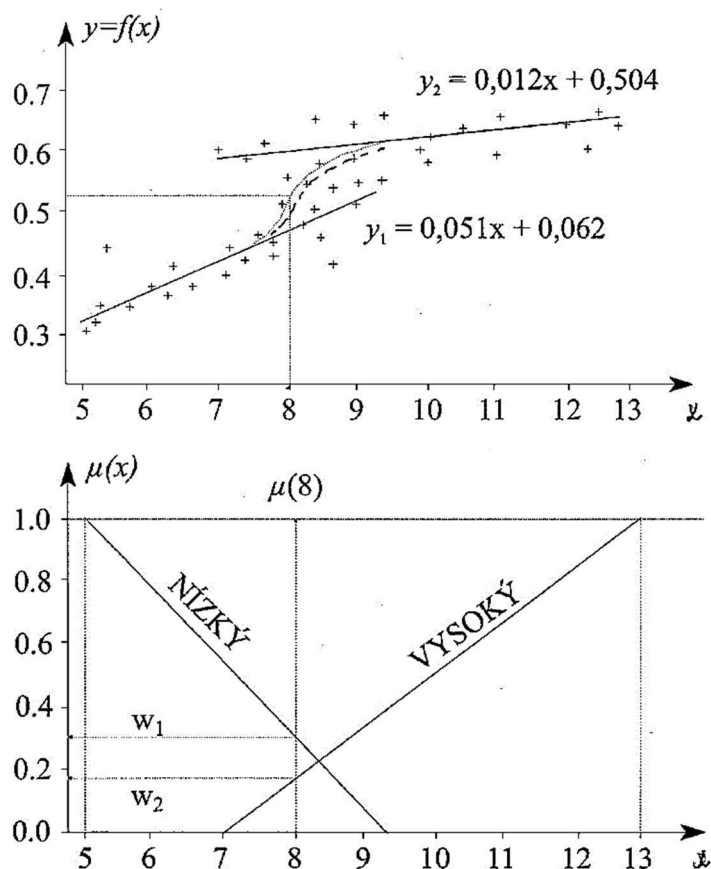 y=f(x)
0.7
y₂ = 0,012x + 0,504
0.6
0.5
y₁ = 0,051x + 0,062
0.4
0.3
5 6 7 8 9 10 11 12 13
μ(x)
μ(8)
1.0
0.8
NÍZKÝ
VYSOKÝ
0.6
0.4
w₁
0.2
w₂
0.0
5 6 7 8 9 10 11 12 13